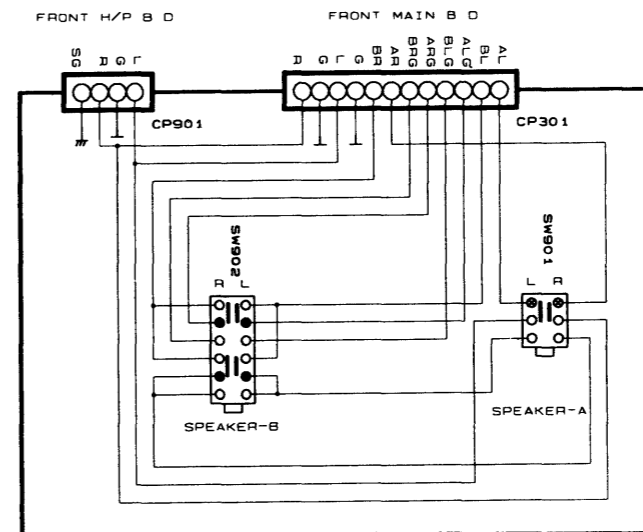 FRONT H/P B D
FRONT MAIN B D
SG
R
G
L
R
G
L
G
BR
AR
BRG
ARG
BLG
ALG
BL
AL
CP901
CP301
SW902
SW901
R L
L R
SPEAKER-B
SPEAKER-A